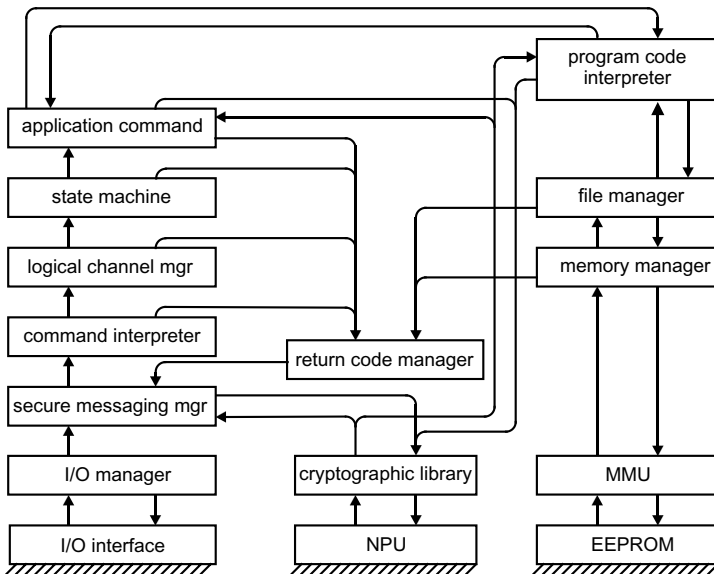 program code
interpreter
application command
state machine
file manager
logical channel mgr
memory manager
command interpreter
return code manager
secure messaging mgr
I/O manager
cryptographic library
MMU
I/O interface
NPU
EEPROM